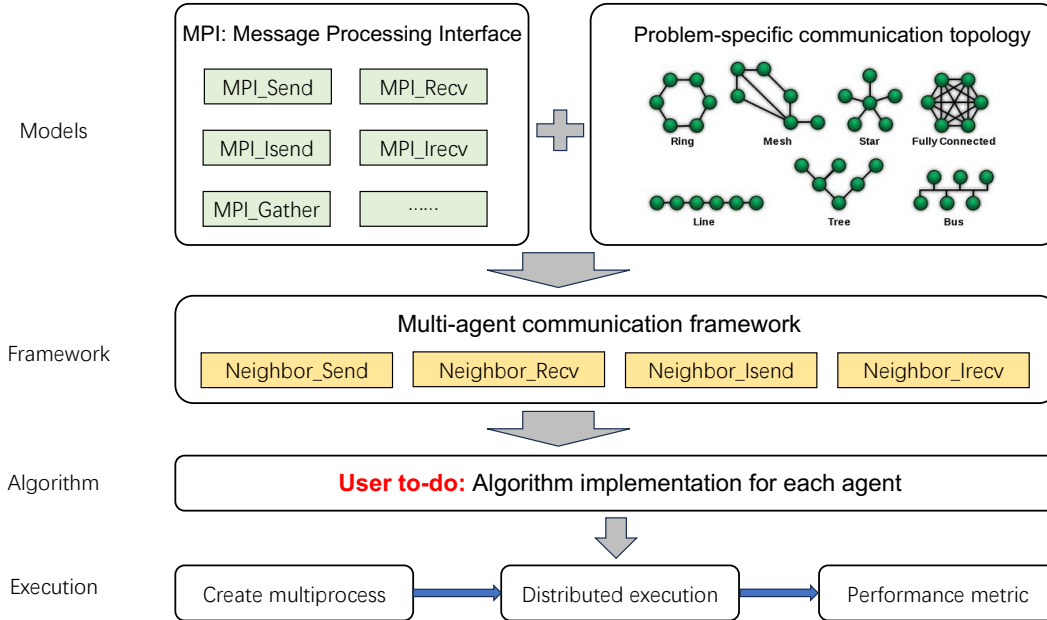 Models
MPI: Message Processing Interface
MPI_Send
MPI_Recv
MPI_Isend
MPI_Irecv
MPI_Gather
······
Problem-specific communication topology
Ring
Mesh
Star
Fully Connected
Line
Tree
Bus
Framework
Multi-agent communication framework
Neighbor_Send
Neighbor_Recv
Neighbor_Isend
Neighbor_Irecv
Algorithm
User to-do: Algorithm implementation for each agent
Execution
Create multiprocess
Distributed execution
Performance metric